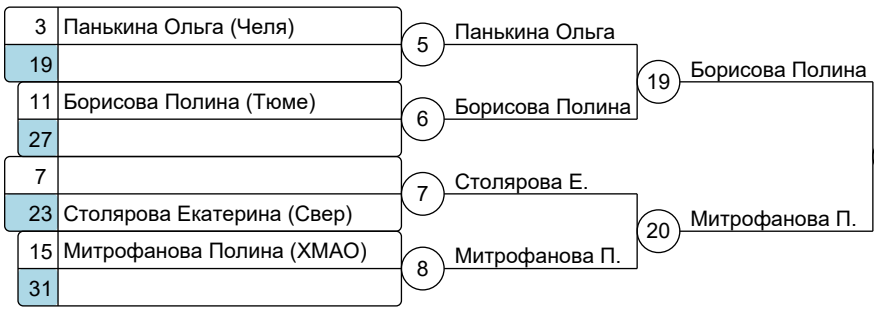 3 Панькина Ольга (Челя)
5 Панькина Ольга
19
19 Борисова Полина
11 Борисова Полина (Тюме)
6 Борисова Полина
27
7
7 Столярова Е.
23 Столярова Екатерина (Свер)
20 Митрофанова П.
15 Митрофанова Полина (ХМАО)
8 Митрофанова П.
31